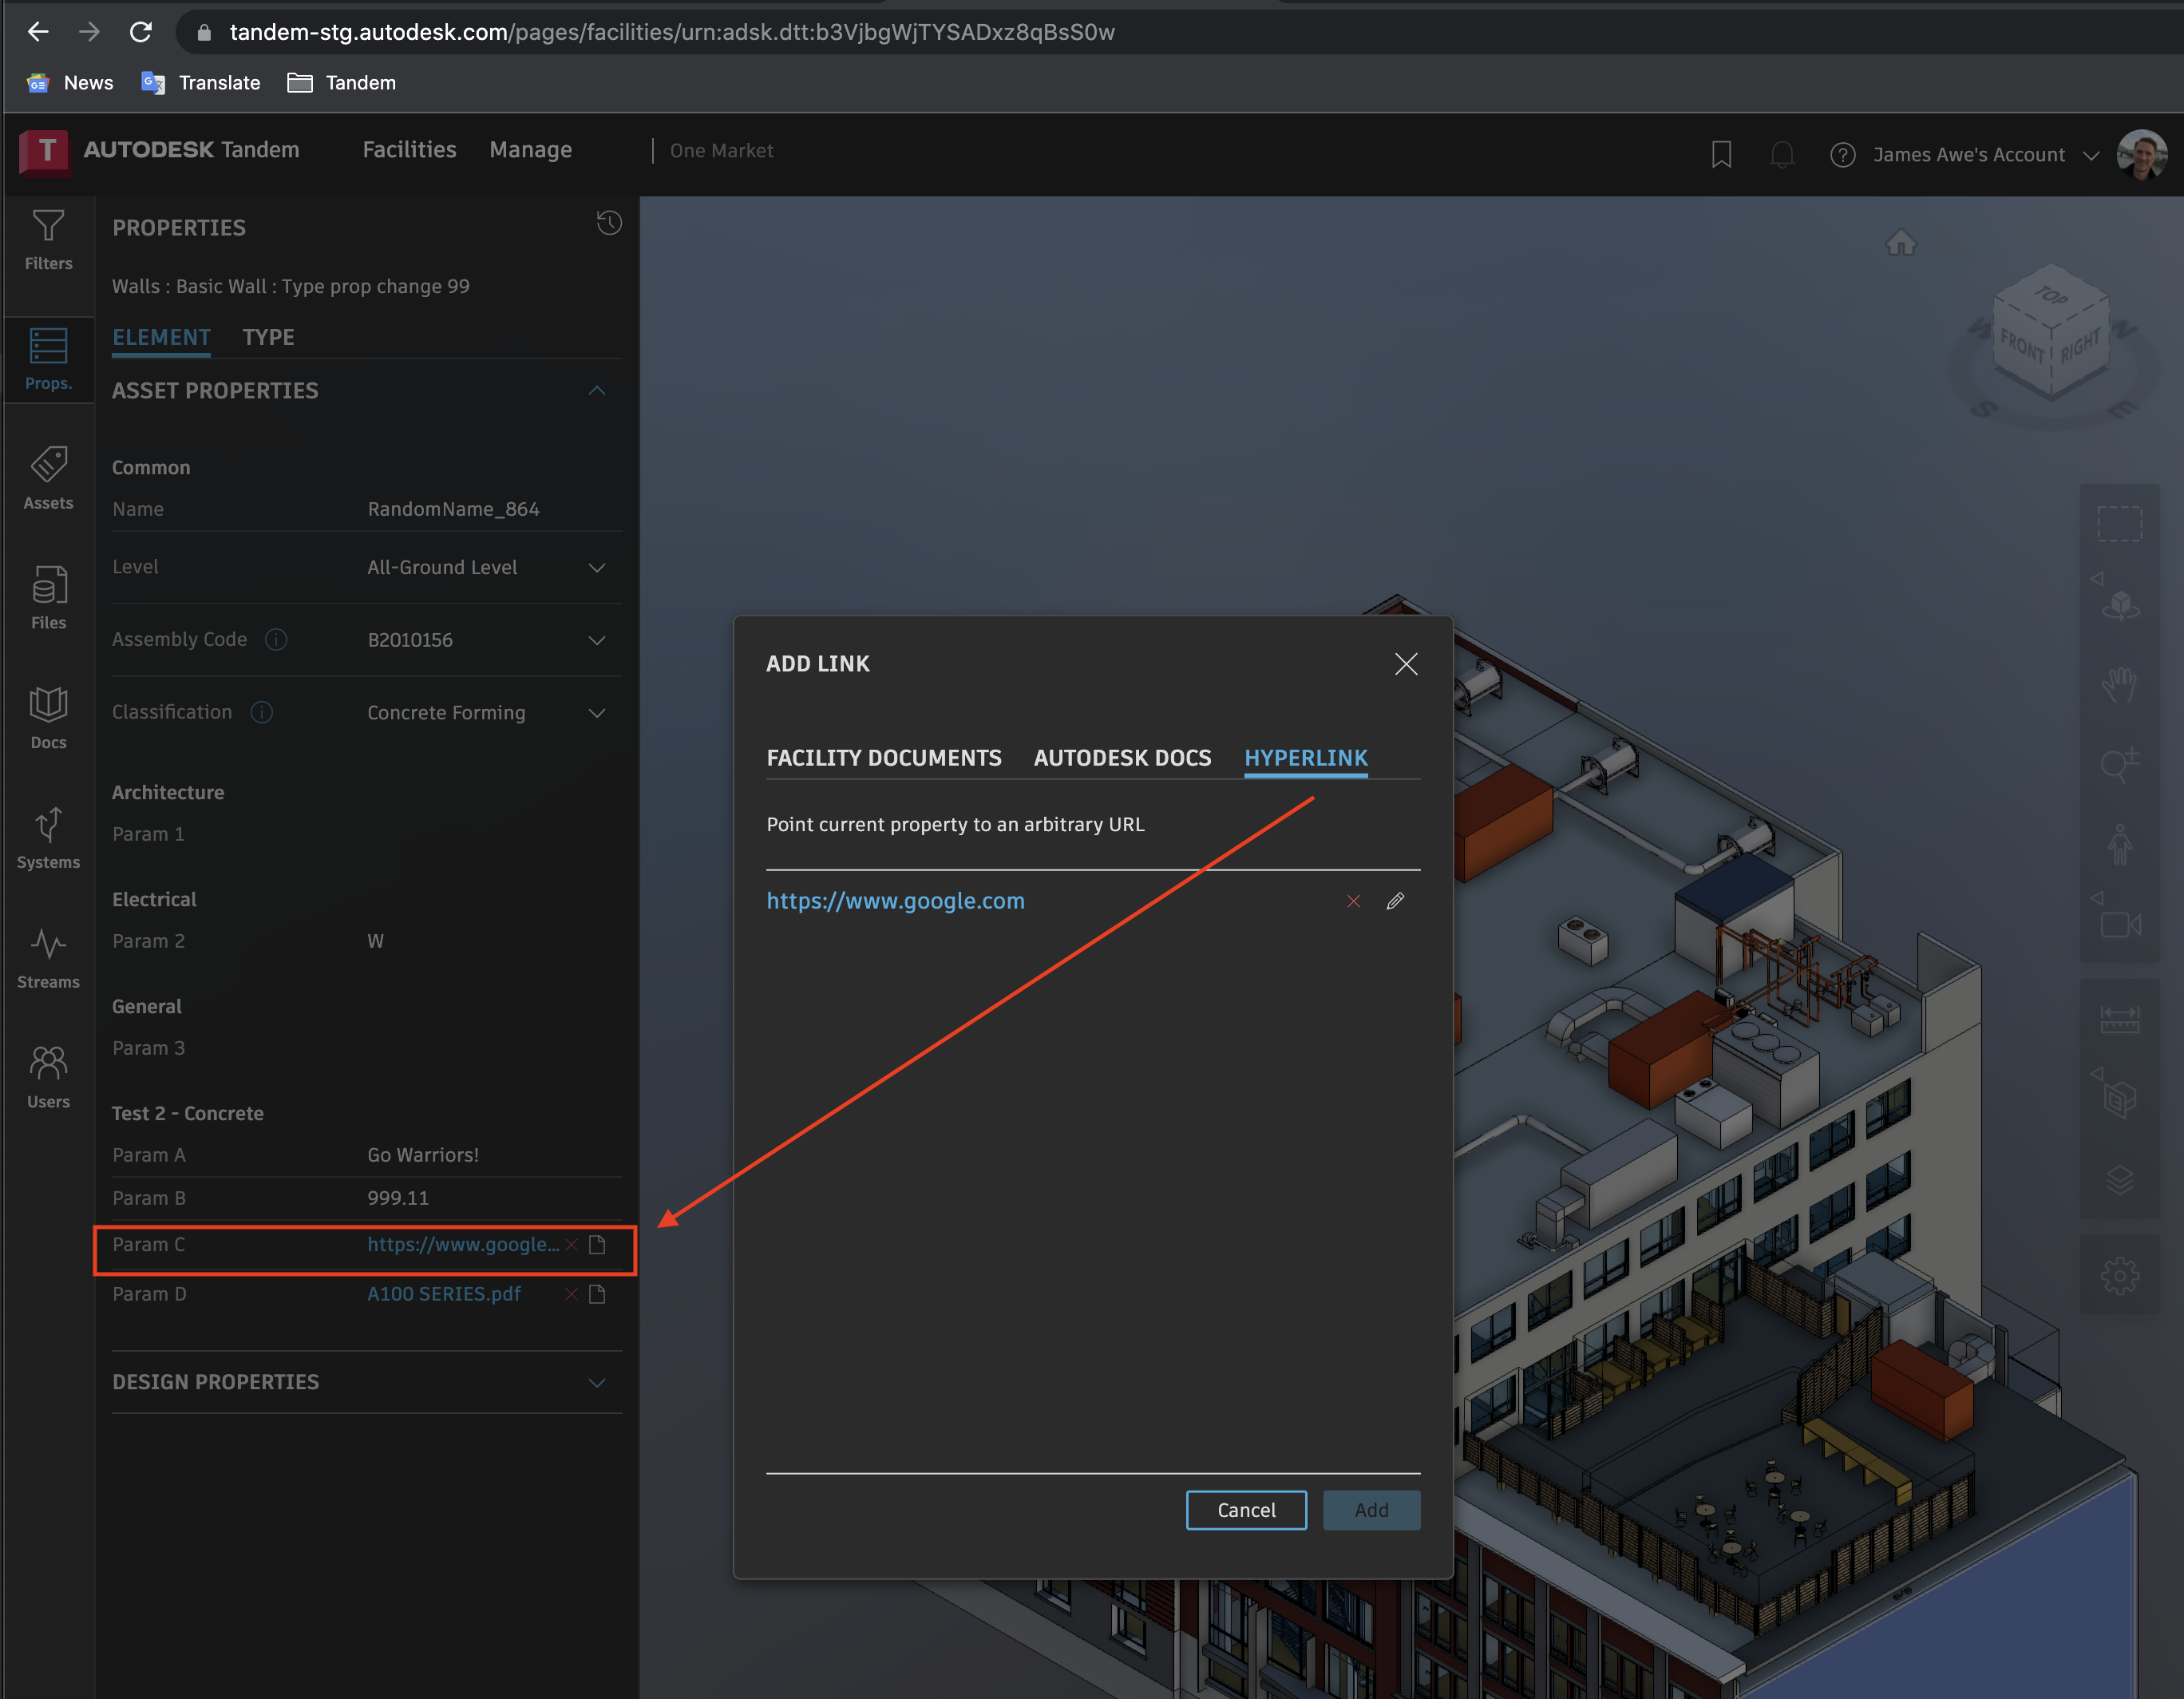 tandem-stg.autodesk.com/pages/facilities/urn:adsk.dtt:b3VjbgWjTYSADxz8qBsS0w
News Translate Tandem
T AUTODESK Tandem Facilities Manage One Market James Awe's Account
Filters
Props.
Assets
Files
Docs
Systems
Streams
Users
PROPERTIES
Walls : Basic Wall : Type prop change 99
ELEMENT TYPE
ASSET PROPERTIES
Common
Name RandomName_864
Level All-Ground Level
Assembly Code B2010156
Classification Concrete Forming
Architecture
Param 1
Electrical
Param 2 W
General
Param 3
Test 2 - Concrete
Param A Go Warriors!
Param B 999.11
Param C https://www.google...
Param D A100 SERIES.pdf
DESIGN PROPERTIES
ADD LINK
FACILITY DOCUMENTS AUTODESK DOCS HYPERLINK
Point current property to an arbitrary URL
https://www.google.com
Cancel Add
TOP
FRONT RIGHT
W N
S E